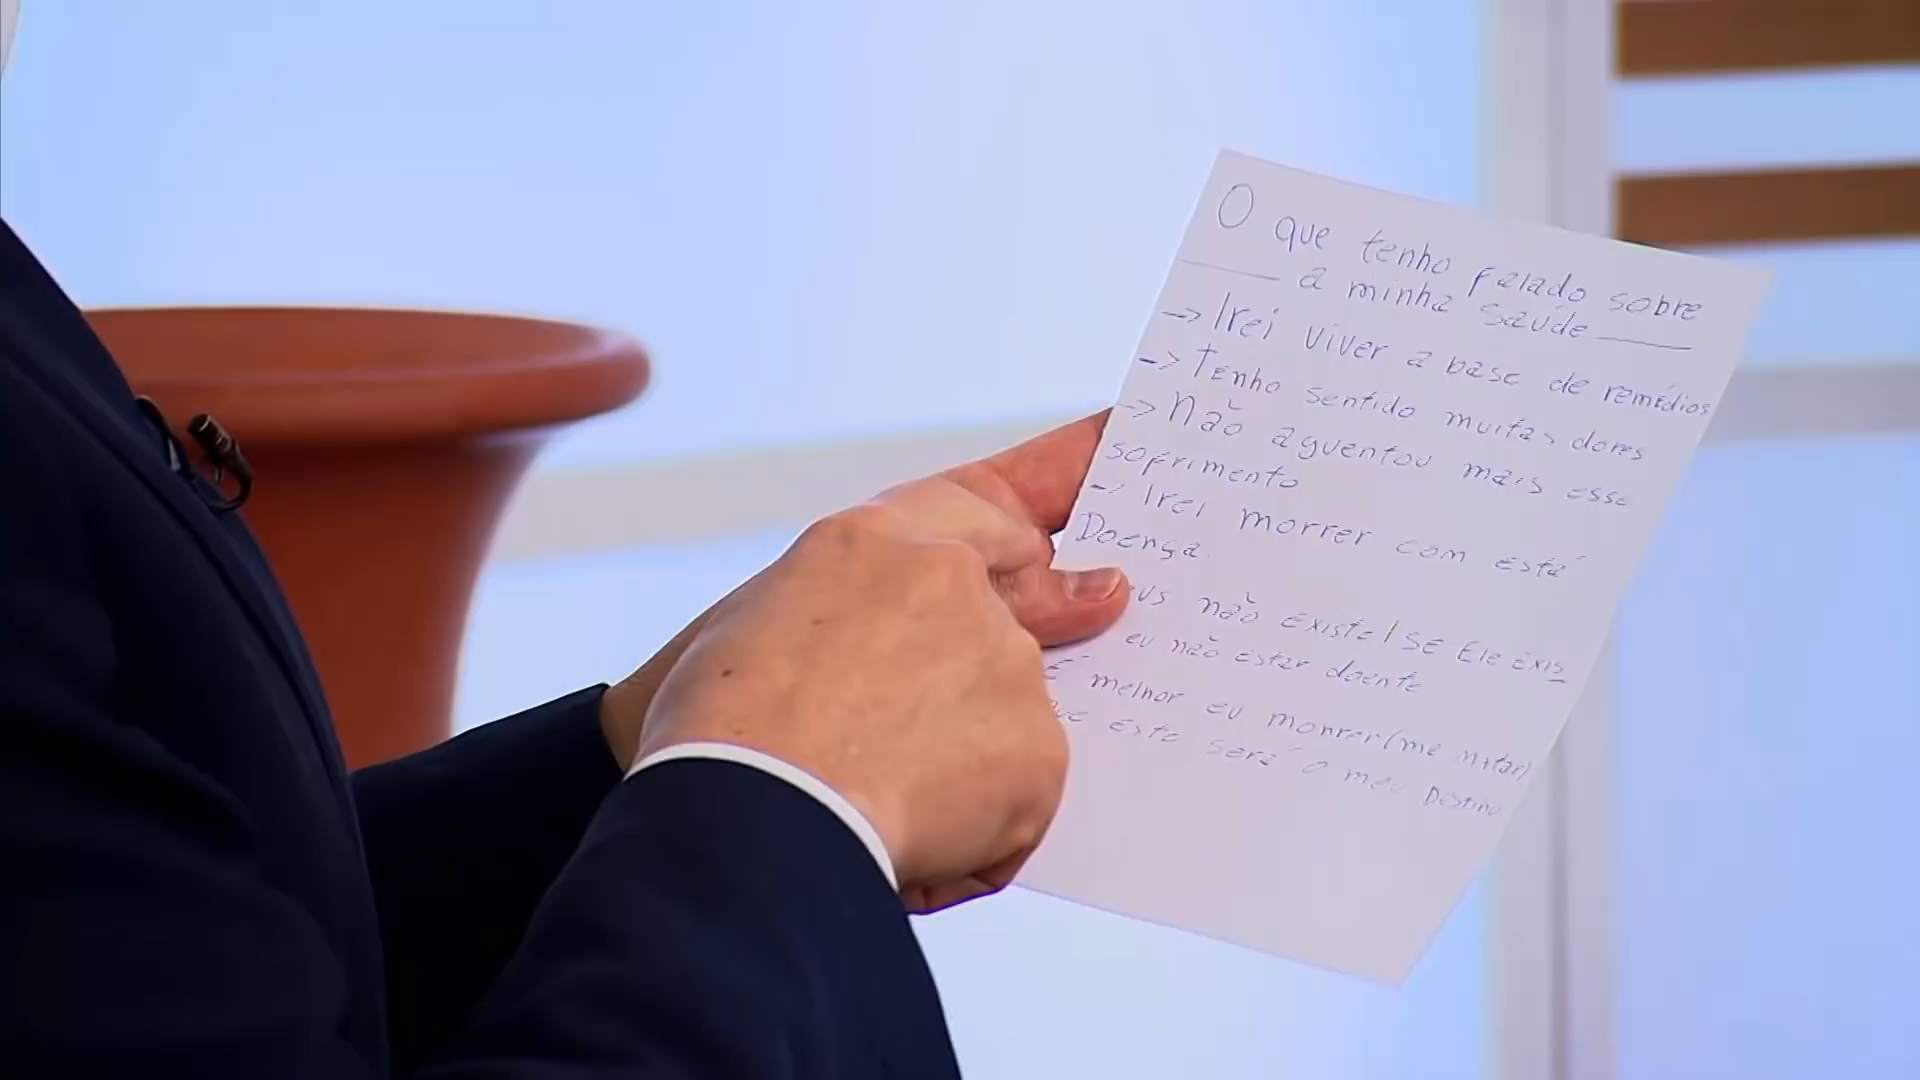 O que tenho falado sobre
a minha saúde
-> Irei viver a base de remédios
-> Tenho sentido muitas dores
-> Não aguentou mais esse
sofrimento
-> Irei morrer com está
Doença
não existe / se Ele exis
eu não estar doente
É melhor eu morrer (me matar)
este será o meu Destino